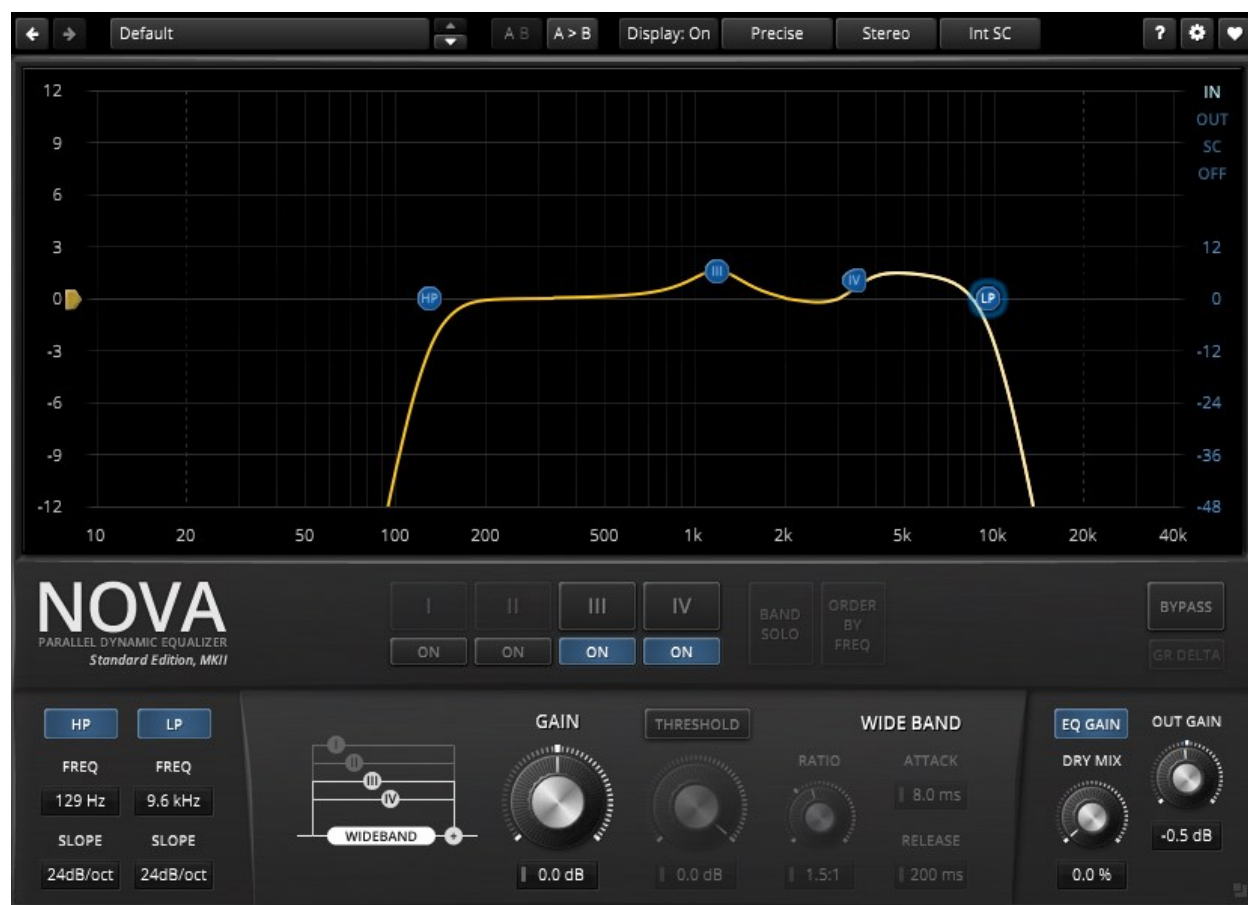 Default A B A > B Display: On Precise Stereo Int SC ?
12 IN
OUT
9 SC
OFF
6
3 12
HP III IV LP
0 0
-3 -12
-6 -24
-9 -36
-12 -48
10 20 50 100 200 500 1k 2k 5k 10k 20k 40k
NOVA
PARALLEL DYNAMIC EQUALIZER
Standard Edition, MKII
I II III IV
ON ON ON ON
BAND
SOLO
ORDER
BY
FREQ
BYPASS
GR DELTA
HP LP
FREQ FREQ
129 Hz 9.6 kHz
SLOPE SLOPE
24dB/oct 24dB/oct
I
II
III
IV
WIDEBAND +
GAIN
0.0 dB
THRESHOLD
0.0 dB
WIDE BAND
RATIO ATTACK
8.0 ms
RELEASE
1.5:1 200 ms
EQ GAIN OUT GAIN
DRY MIX
-0.5 dB
0.0 %